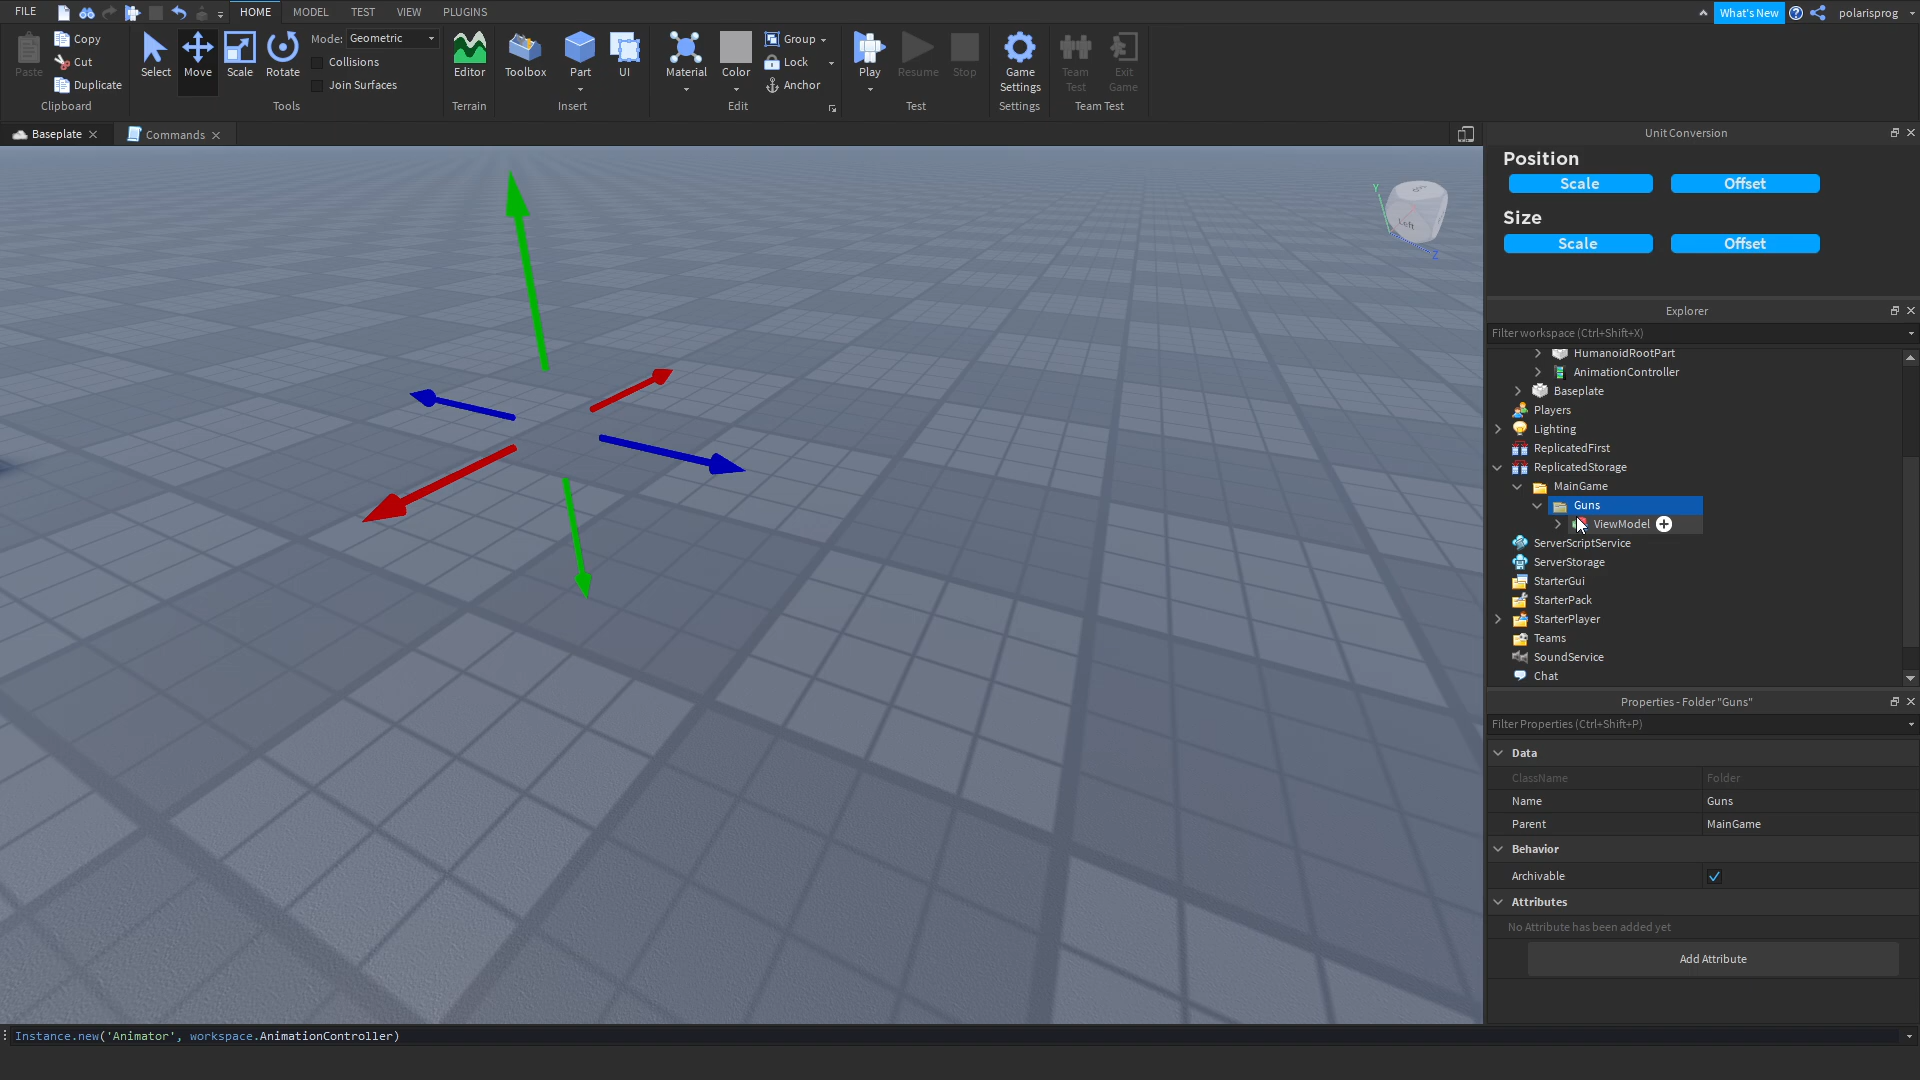 FILE HOME MODEL TEST VIEW PLUGINS What's New polarisprog
Copy Mode: Geometric Group
Cut Collisions Lock
Paste Select Move Scale Rotate Editor Toolbox Part UI Material Color Play Resume Stop Game Settings Team Test Exit Game
Duplicate Join Surfaces Anchor
Clipboard Tools Terrain Insert Edit Test Settings Team Test
Baseplate Commands
Unit Conversion
Position
Scale Offset
Size
Scale Offset
Y
Left
Z
Explorer
Filter workspace (Ctrl+Shift+X)
HumanoidRootPart
AnimationController
Baseplate
Players
Lighting
ReplicatedFirst
ReplicatedStorage
MainGame
Guns
ViewModel
ServerScriptService
ServerStorage
StarterGui
StarterPack
StarterPlayer
Teams
SoundService
Chat
Properties - Folder "Guns"
Filter Properties (Ctrl+Shift+P)
Data
ClassName Folder
Name Guns
Parent MainGame
Behavior
Archivable
Attributes
No Attribute has been added yet
Add Attribute
Instance.new('Animator', workspace.AnimationController)